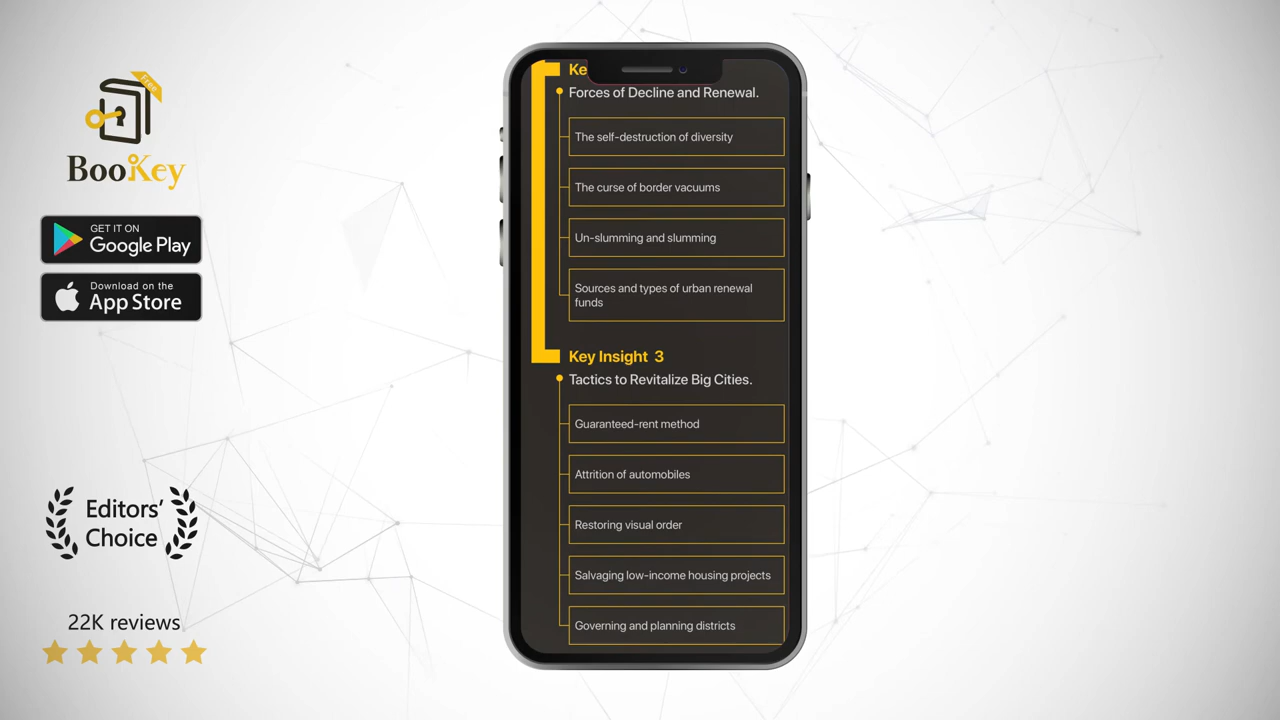 Free
BooKey
GET IT ON
Google Play
Download on the
App Store
Editors'
Choice
22K reviews
Forces of Decline and Renewal.
The self-destruction of diversity
The curse of border vacuums
Un-slumming and slumming
Sources and types of urban renewal
funds
Key Insight 3
Tactics to Revitalize Big Cities.
Guaranteed-rent method
Attrition of automobiles
Restoring visual order
Salvaging low-income housing projects
Governing and planning districts